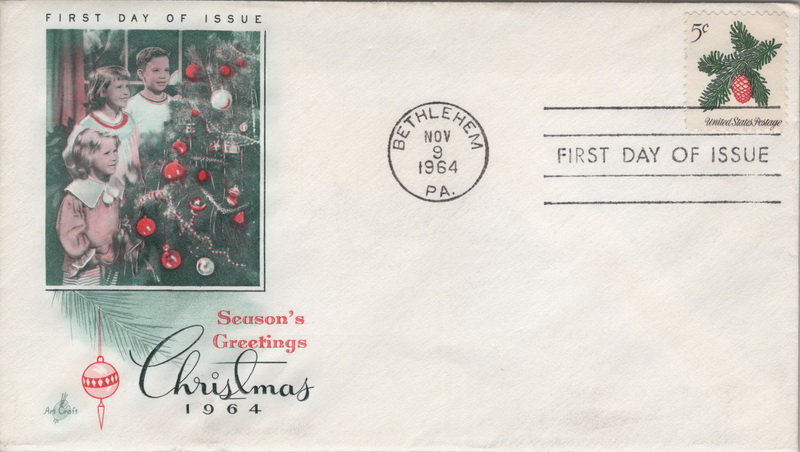 FIRST DAY OF ISSUE
5c
United States Postage
BETHLEHEM
NOV
9
1964
PA.
FIRST DAY OF ISSUE
Season's
Greetings
Christmas
1964
Art Craft